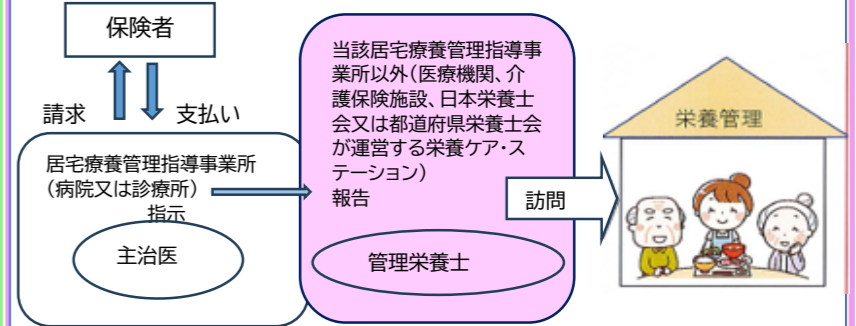 保険者
請求
支払い
居宅療養管理指導事業所
(病院又は診療所)
指示
主治医
当該居宅療養管理指導事
業所以外(医療機関、介
護保険施設、日本栄養士
会又は都道府県栄養士会
が運営する栄養ケア・ス
テーション)
報告
管理栄養士
訪問
栄養管理